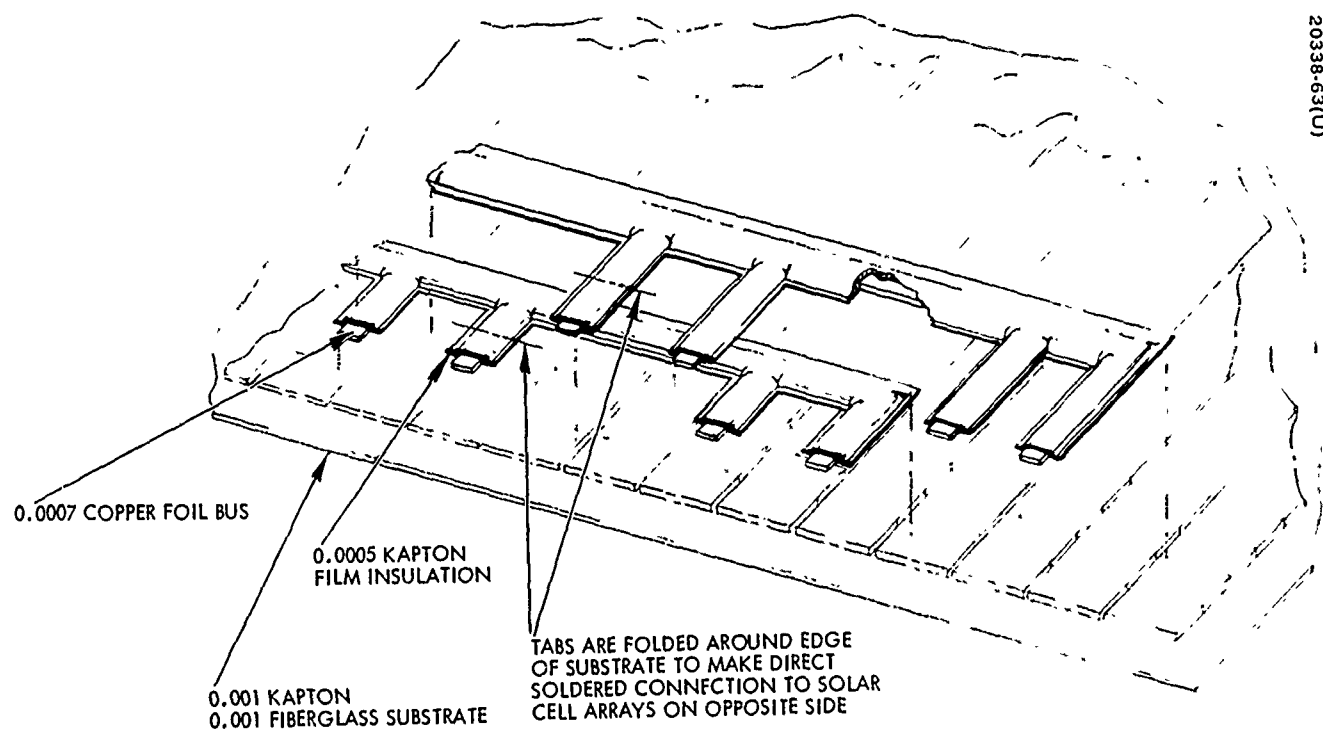 20338-63(U)
0.0007 COPPER FOIL BUS
0.0005 KAPTON
FILM INSULATION
TABS ARE FOLDED AROUND EDGE
OF SUBSTRATE TO MAKE DIRECT
SOLDERED CONNFCTION TO SOLAR
CELL ARRAYS ON OPPOSITE SIDE
0.001 KAPTON
0.001 FIBERGLASS SUBSTRATE